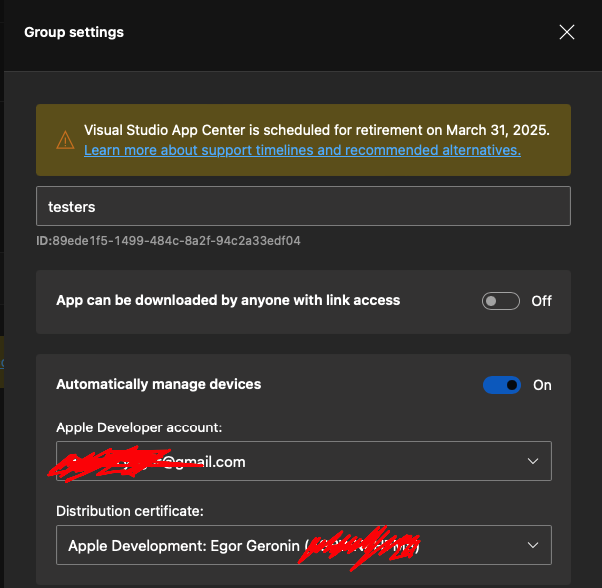 Group settings
Visual Studio App Center is scheduled for retirement on March 31, 2025.
Learn more about support timelines and recommended alternatives.
testers
ID:89ede1f5-1499-484c-8a2f-94c2a33edf04
App can be downloaded by anyone with link access
Off
Automatically manage devices
On
Apple Developer account:
@gmail.com
Distribution certificate:
Apple Development: Egor Geronin (